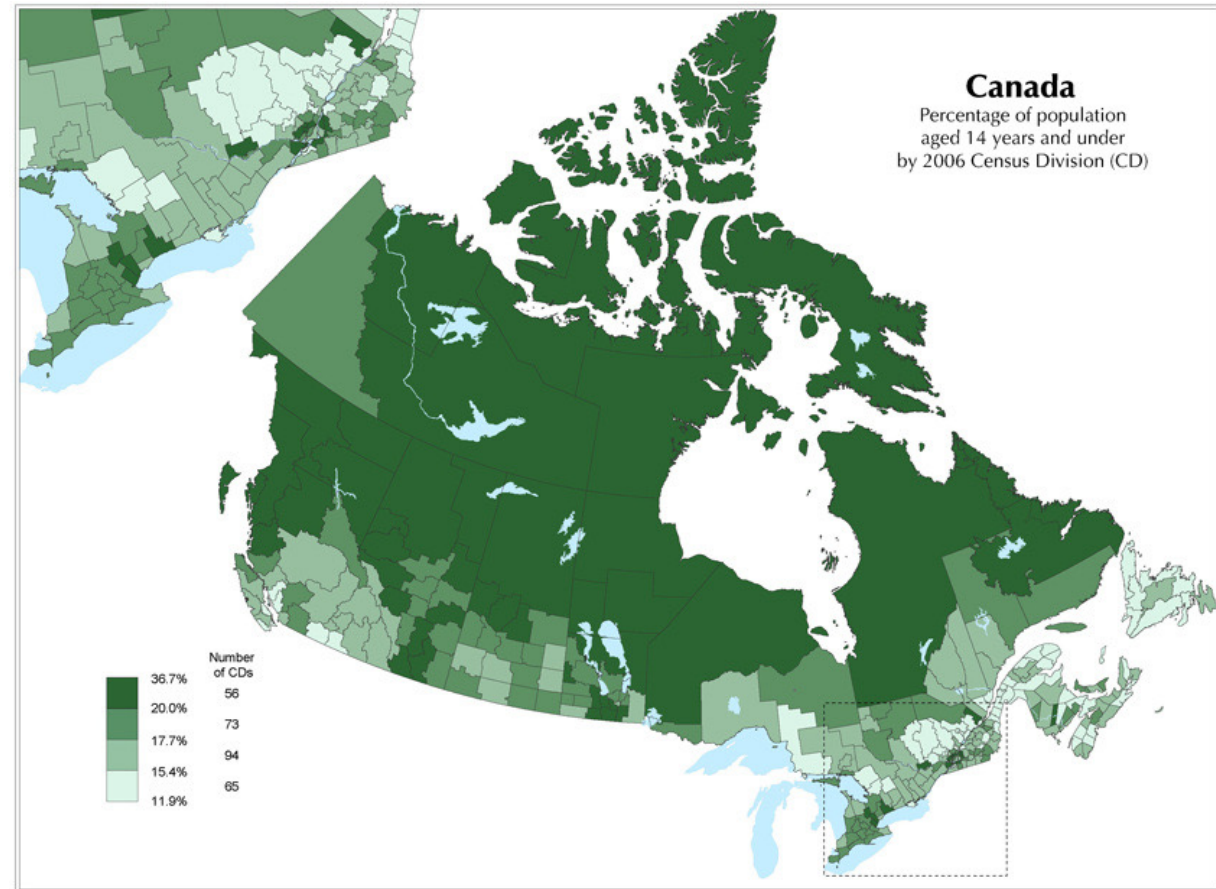 Canada
Percentage of population
aged 14 years and under
by 2006 Census Division (CD)
Number
of CDs
36.7%
56
20.0%
73
17.7%
94
15.4%
65
11.9%